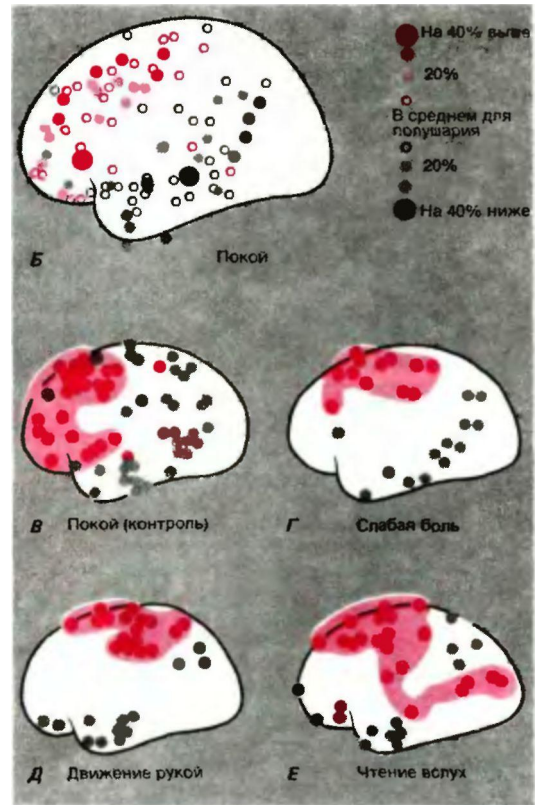 На 40% выше
20%
В среднем для
полушария
20%
На 40% ниже
Б
Покой
В Покой (контроль)
Г Слабая боль
Д Движение рукой
Е Чтение вслух